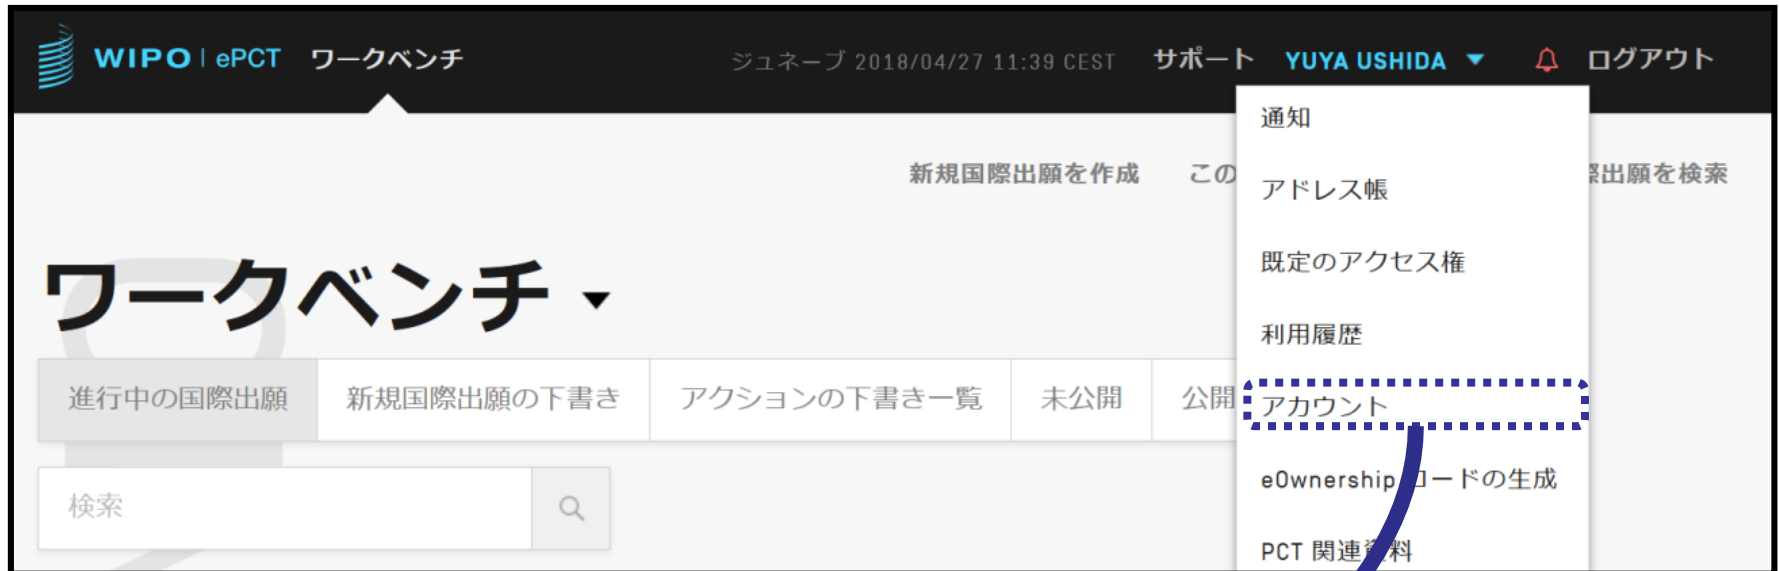 WIPO | ePCT ワークベンチ ジュネーブ 2018/04/27 11:39 CEST サポート YUYA USHIDA ログアウト
通知
新規国際出願を作成 この 際出願を検索
アドレス帳
既定のアクセス権
ワークベンチ
利用履歴
進行中の国際出願 新規国際出願の下書き アクションの下書き一覧 未公開 公開
アカウント
eOwnership コードの生成
検索
PCT 関連資料